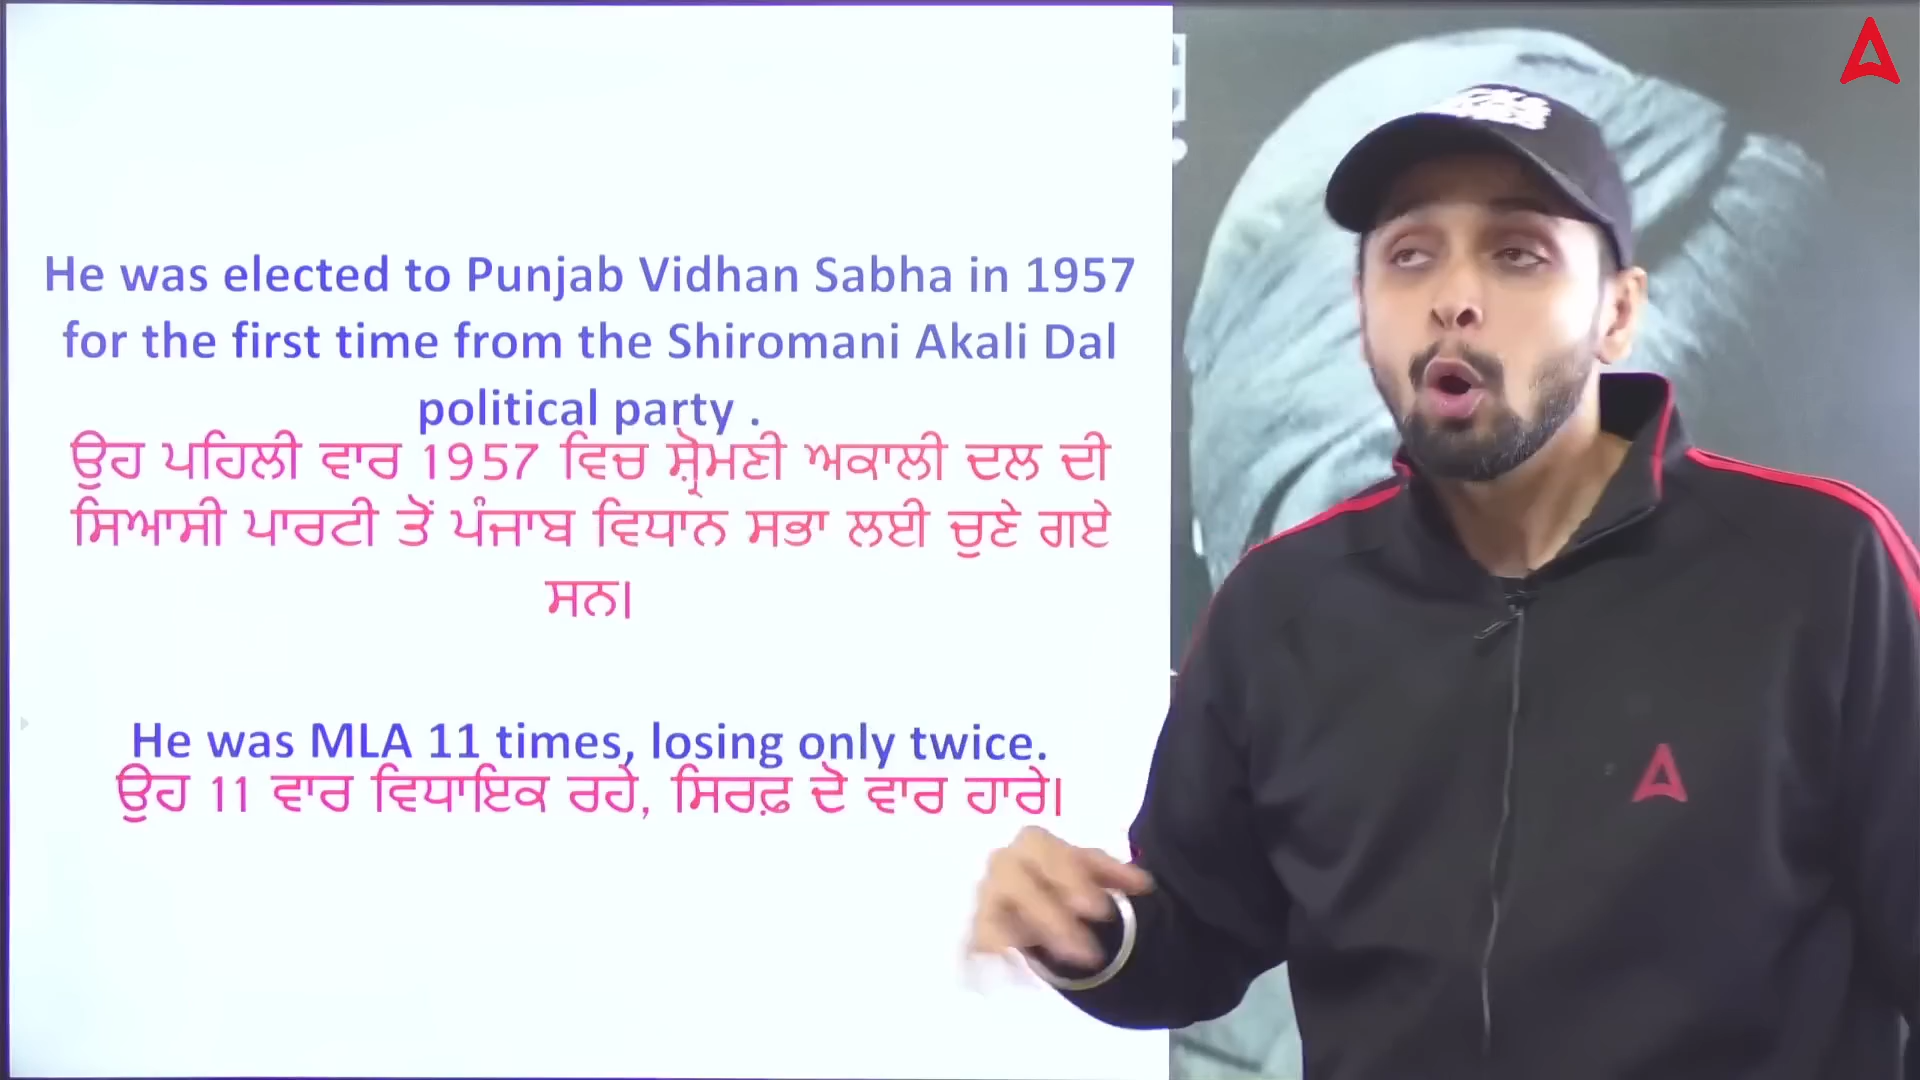 He was elected to Punjab Vidhan Sabha in 1957
for the first time from the Shiromani Akali Dal
political party .
ਉਹ ਪਹਿਲੀ ਵਾਰ 1957 ਵਿਚ ਸ਼੍ਰੋਮਣੀ ਅਕਾਲੀ ਦਲ ਦੀ
ਸਿਆਸੀ ਪਾਰਟੀ ਤੋਂ ਪੰਜਾਬ ਵਿਧਾਨ ਸਭਾ ਲਈ ਚੁਣੇ ਗਏ
ਸਨ।
He was MLA 11 times, losing only twice.
ਉਹ 11 ਵਾਰ ਵਿਧਾਇਕ ਰਹੇ, ਸਿਰਫ਼ ਦੋ ਵਾਰ ਹਾਰੇ।